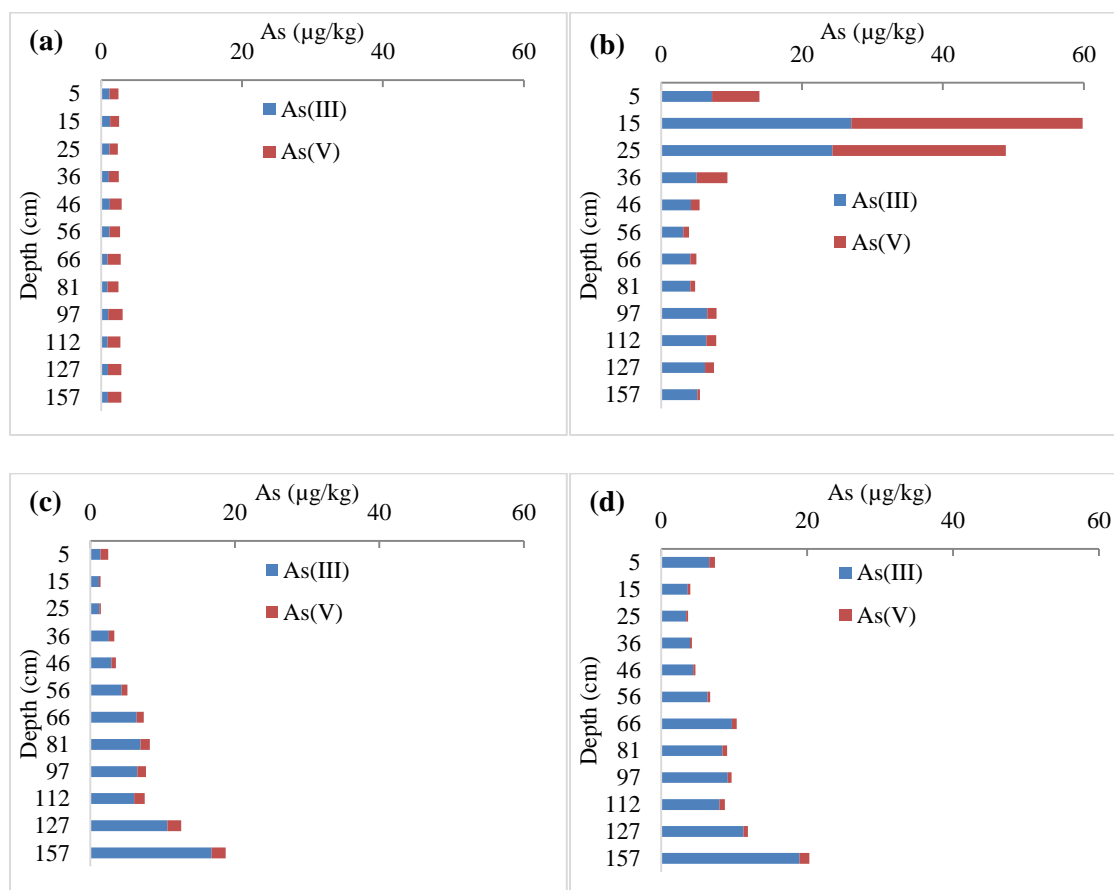 (a)
As (µg/kg)
0 20 40 60
5
15
25
36
46
56
66
81
97
112
127
157
Depth (cm)
As(III)
As(V)
(b)
As (µg/kg)
0 20 40 60
5
15
25
36
46
56
66
81
97
112
127
157
Depth (cm)
As(III)
As(V)
(c)
As (µg/kg)
0 20 40 60
5
15
25
36
46
56
66
81
97
112
127
157
Depth (cm)
As(III)
As(V)
(d)
As (µg/kg)
0 20 40 60
5
15
25
36
46
56
66
81
97
112
127
157
Depth (cm)
As(III)
As(V)